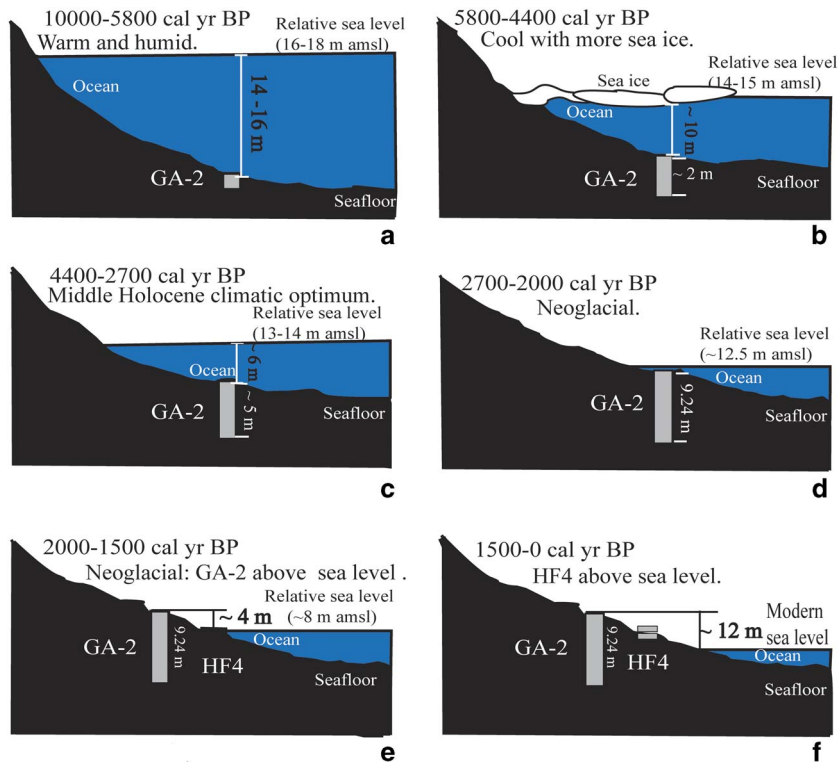 10000-5800 cal yr BP
Warm and humid.
Relative sea level
(16-18 m amsl)
Ocean
14 -16 m
GA-2
Seafloor
a
5800-4400 cal yr BP
Cool with more sea ice.
Relative sea level
(14-15 m amsl)
Sea ice
Ocean
~ 10 m
GA-2
~ 2 m
Seafloor
b
4400-2700 cal yr BP
Middle Holocene climatic optimum.
Relative sea level
(13-14 m amsl)
Ocean
~ 6 m
GA-2
~ 5 m
Seafloor
c
2700-2000 cal yr BP
Neoglacial.
Relative sea level
(~12.5 m amsl)
Ocean
GA-2
9.24 m
Seafloor
d
2000-1500 cal yr BP
Neoglacial: GA-2 above sea level .
Relative sea level
(~8 m amsl)
~ 4 m
Ocean
GA-2
9.24 m
HF4
Seafloor
e
1500-0 cal yr BP
HF4 above sea level.
Modern
sea level
~ 12 m
Ocean
GA-2
9.24 m
HF4
Seafloor
f